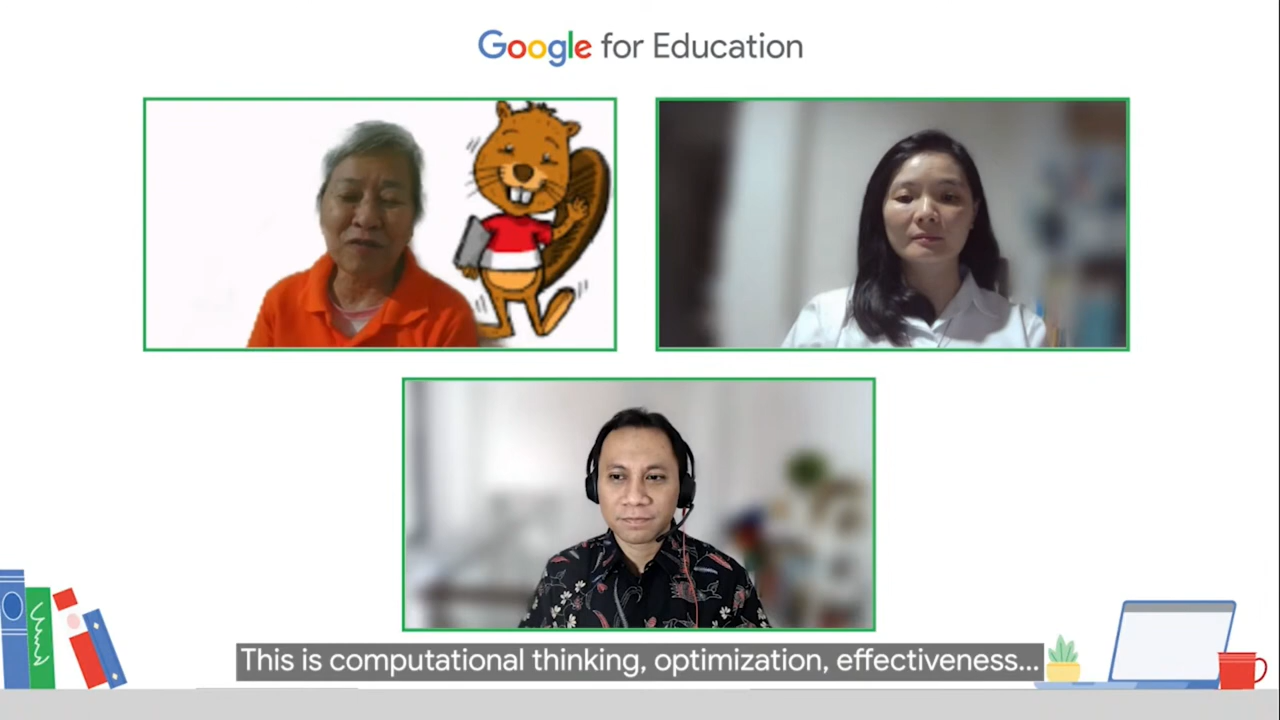 Google for Education
This is computational thinking, optimization, effectiveness...